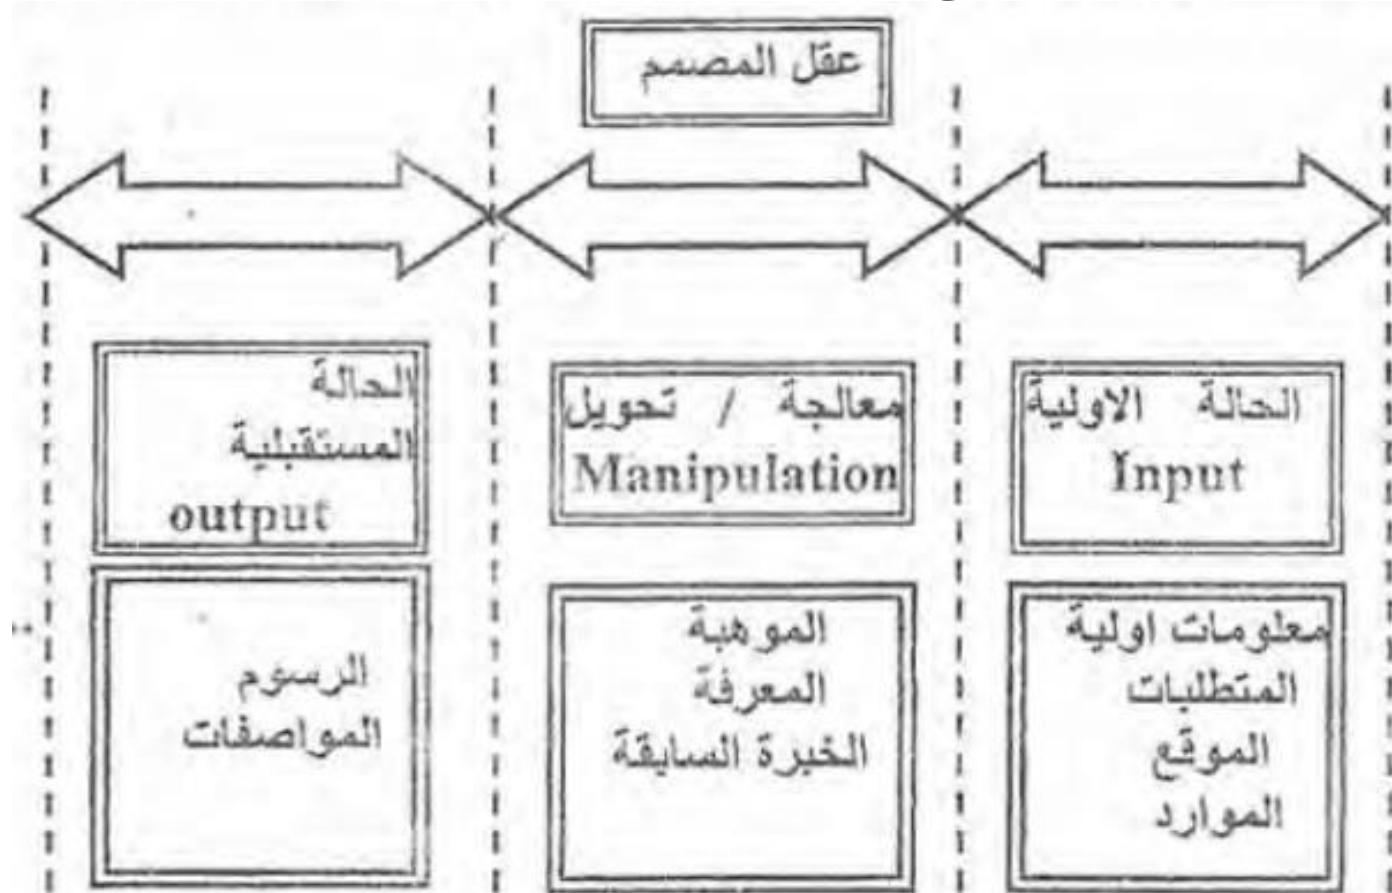 عقل المصمم
الحالة الاولية
Input
معالجة / تحويل
Manipulation
الحالة
المستقبلية
output
معلومات اولية
المتطلبات
الموقع
الموارد
الموهبة
المعرفة
الخبرة السابقة
الرسوم
المواصفات